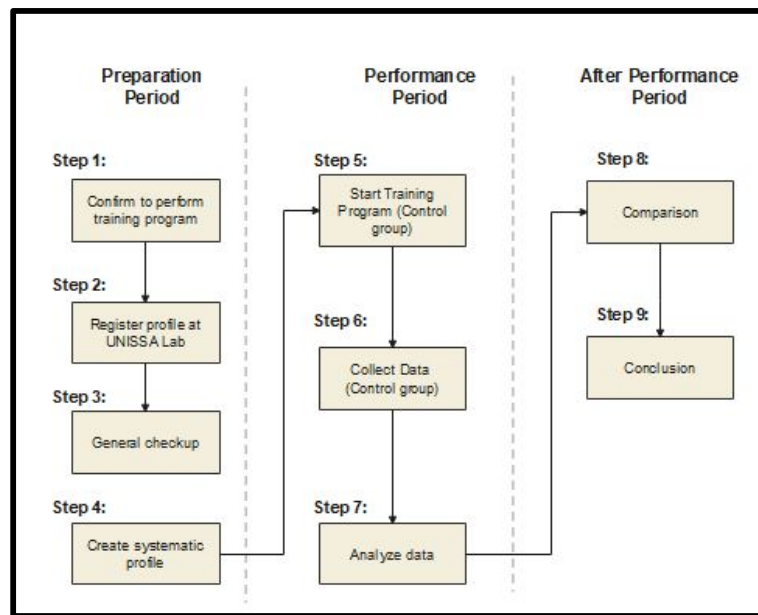 Preparation
Period
Step 1:
Confirm to perform
training program
Step 2:
Register profile at
UNISSA Lab
Step 3:
General checkup
Step 4:
Create systematic
profile
Performance
Period
Step 5:
Start Training
Program (Control
group)
Step 6:
Collect Data
(Control group)
Step 7:
Analyze data
After Performance
Period
Step 8:
Comparison
Step 9:
Conclusion